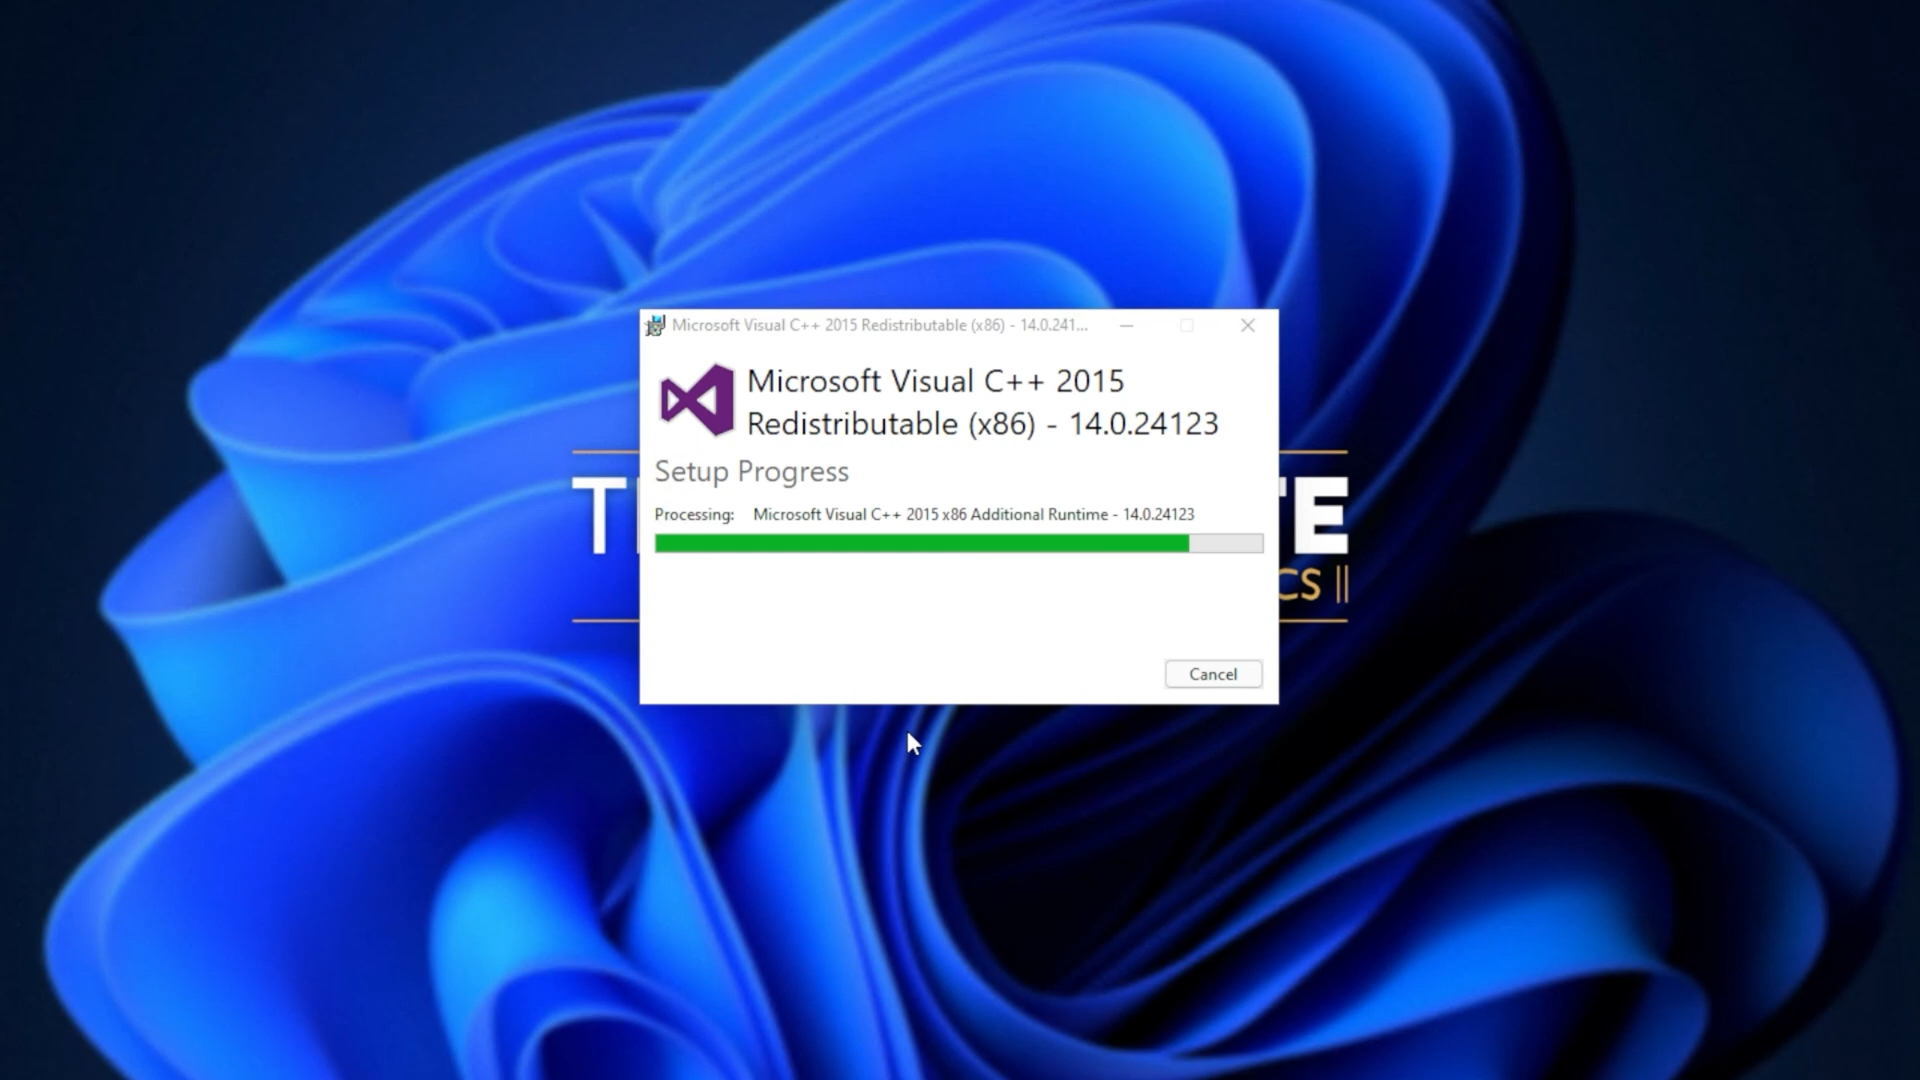 Microsoft Visual C++ 2015 Redistributable (x86) - 14.0.241...
Microsoft Visual C++ 2015
Redistributable (x86) - 14.0.24123
Setup Progress
Processing: Microsoft Visual C++ 2015 x86 Additional Runtime - 14.0.24123
Cancel